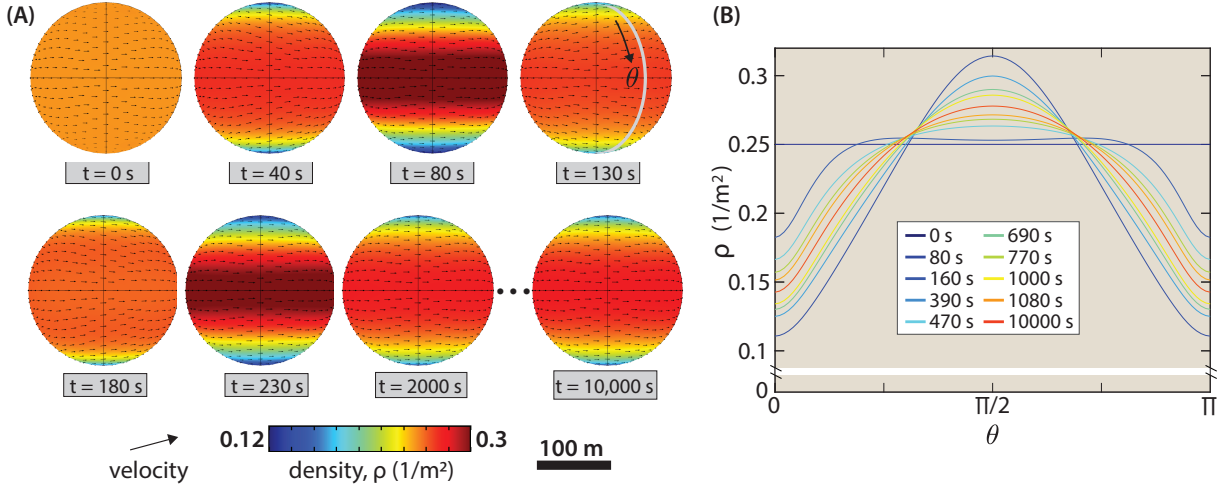 (A)
θ
t = 0 s
t = 40 s
t = 80 s
t = 130 s
t = 180 s
t = 230 s
t = 2000 s
t = 10,000 s
velocity
0.12
0.3
density, ρ (1/m²)
100 m
(B)
ρ (1/m²)
0.3
0.25
0.2
0.15
0.1
0
0 s
80 s
160 s
390 s
470 s
690 s
770 s
1000 s
1080 s
10000 s
0
Π/2
Π
θ